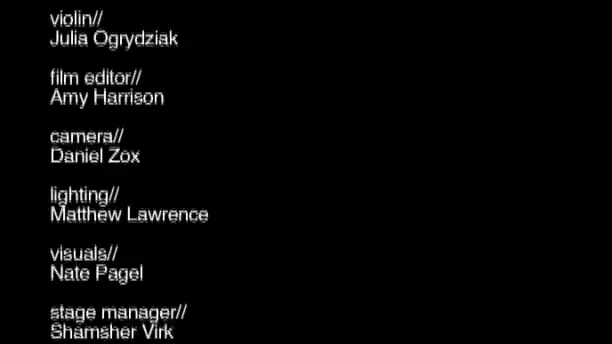 violin//
Julia Ogrydziak
film editor//
Amy Harrison
camera//
Daniel Zox
lighting//
Matthew Lawrence
visuals//
Nate Pagel
stage manager//
Shamsher Virk